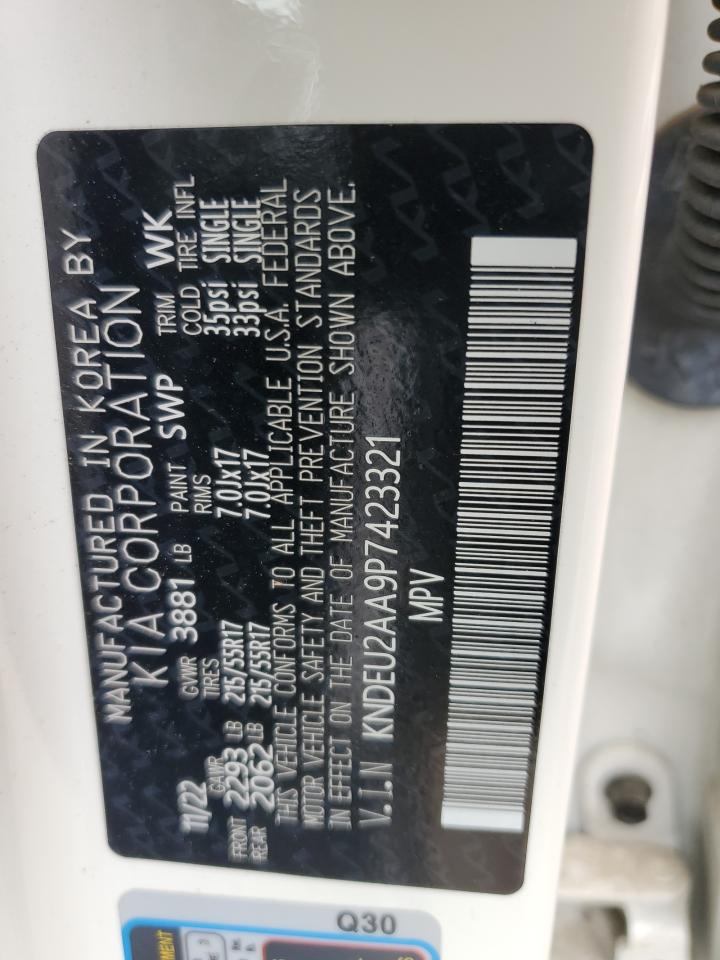 MANUFACTURED IN KOREA BY
KIA CORPORATION
11/22 GVWR 3881 LB PAINT SWP TRIM WK
GAWR TIRES RIMS COLD TIRE INFL
FRONT 2293 LB 215/55R17 7.0Jx17 35psi SINGLE
REAR 2062 LB 215/55R17 7.0Jx17 33psi SINGLE
THIS VEHICLE CONFORMS TO ALL APPLICABLE U.S.A. FEDERAL
MOTOR VEHICLE SAFETY AND THEFT PREVENTION STANDARDS
IN EFFECT ON THE DATE OF MANUFACTURE SHOWN ABOVE.
V.I.N KNDEU2AA9P7423321
MPV
Q30